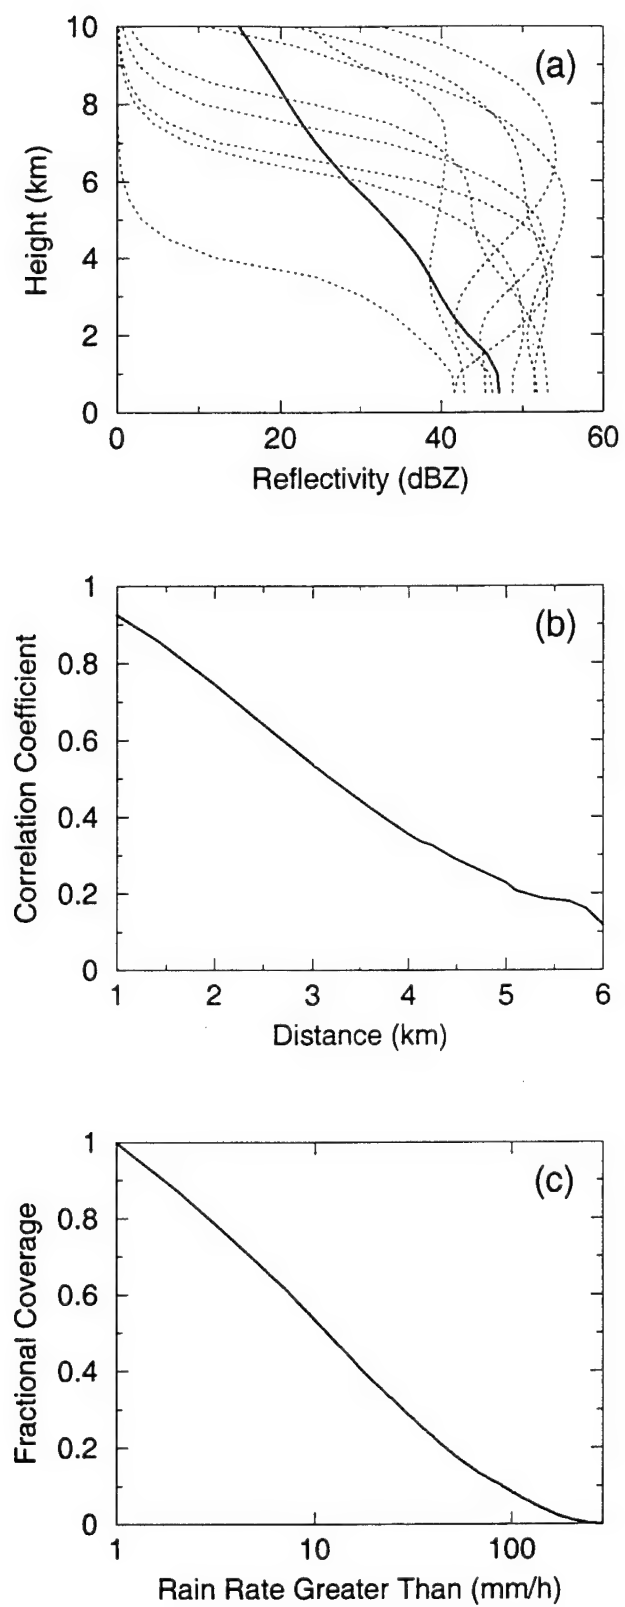 10
8
6
4
2
0
Height (km)
(a)
0 20 40 60
Reflectivity (dBZ)
1
0.8
0.6
0.4
0.2
0
Correlation Coefficient
(b)
1 2 3 4 5 6
Distance (km)
1
0.8
0.6
0.4
0.2
0
Fractional Coverage
(c)
1 10 100
Rain Rate Greater Than (mm/h)